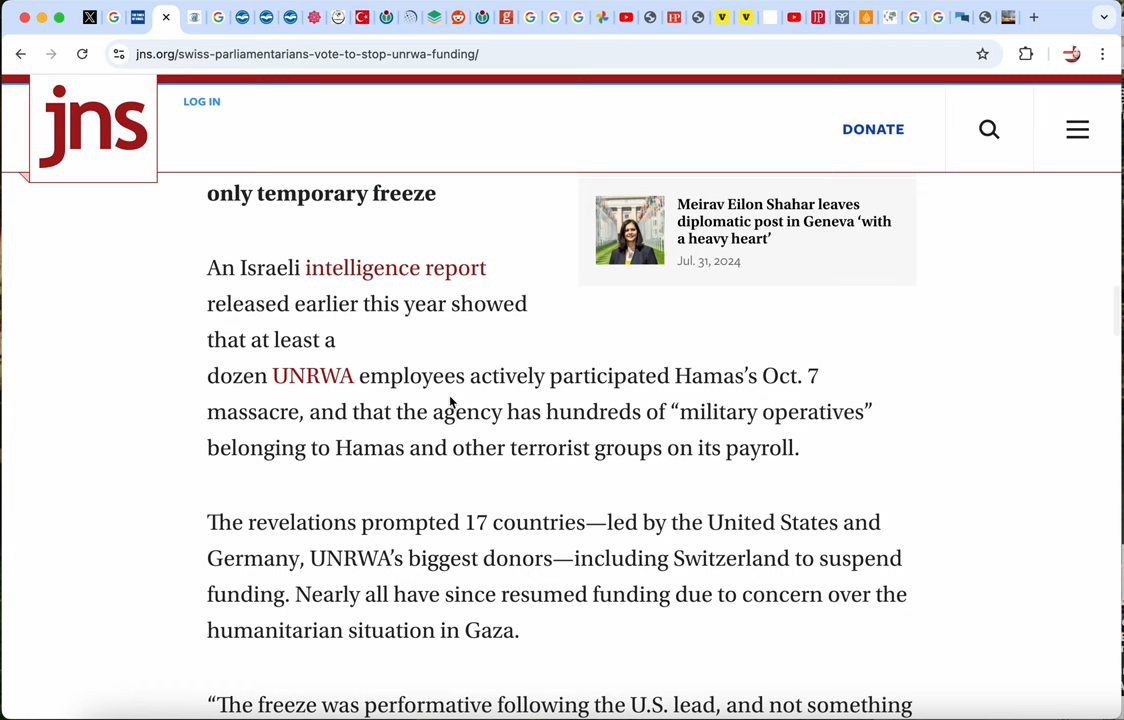 jns.org/swiss-parliamentarians-vote-to-stop-unrwa-funding/
jns
LOG IN
DONATE
only temporary freeze
Meirav Eilon Shahar leaves
diplomatic post in Geneva ‘with
a heavy heart’
Jul. 31, 2024
An Israeli intelligence report
released earlier this year showed
that at least a
dozen UNRWA employees actively participated Hamas’s Oct. 7
massacre, and that the agency has hundreds of “military operatives”
belonging to Hamas and other terrorist groups on its payroll.
The revelations prompted 17 countries—led by the United States and
Germany, UNRWA’s biggest donors—including Switzerland to suspend
funding. Nearly all have since resumed funding due to concern over the
humanitarian situation in Gaza.
“The freeze was performative following the U.S. lead, and not something